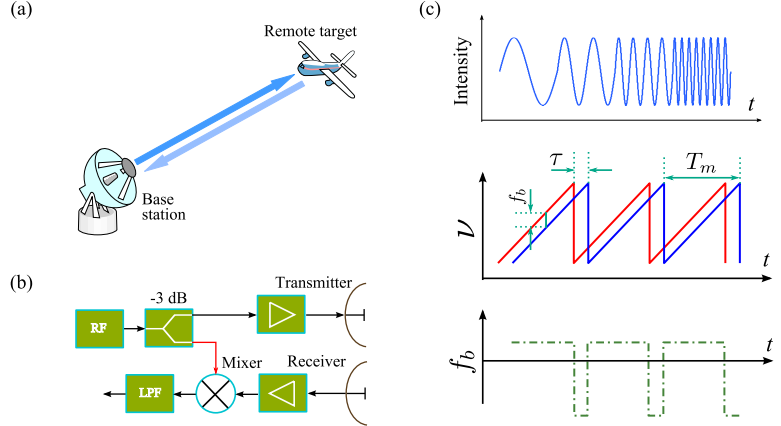 (a)
Remote target
Base
station
(b)
-3 dB
Transmitter
RF
Mixer
Receiver
LPF
(c)
Intensity
t
τ
T_m
f_b
ν
t
t
f_b